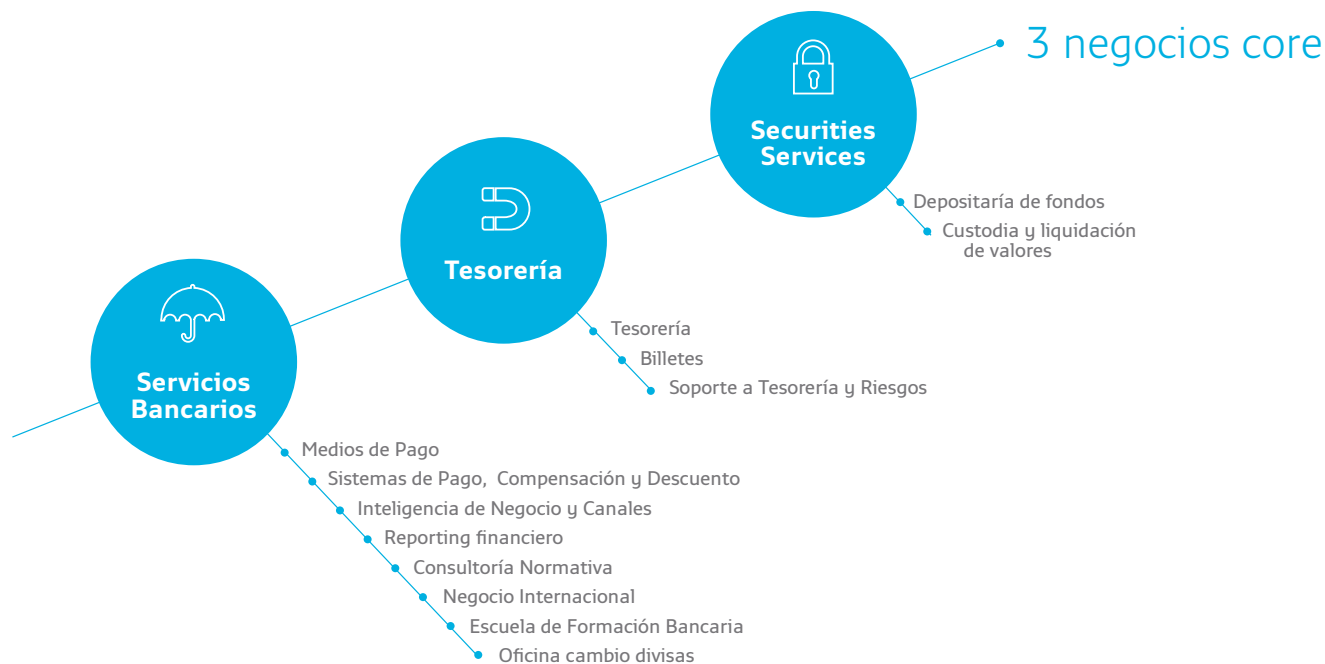 3 negocios core
Securities
Services
Depositaría de fondos
Custodia y liquidación
de valores
Tesorería
Tesorería
Billetes
Soporte a Tesorería y Riesgos
Servicios
Bancarios
Medios de Pago
Sistemas de Pago, Compensación y Descuento
Inteligencia de Negocio y Canales
Reporting financiero
Consultoría Normativa
Negocio Internacional
Escuela de Formación Bancaria
Oficina cambio divisas